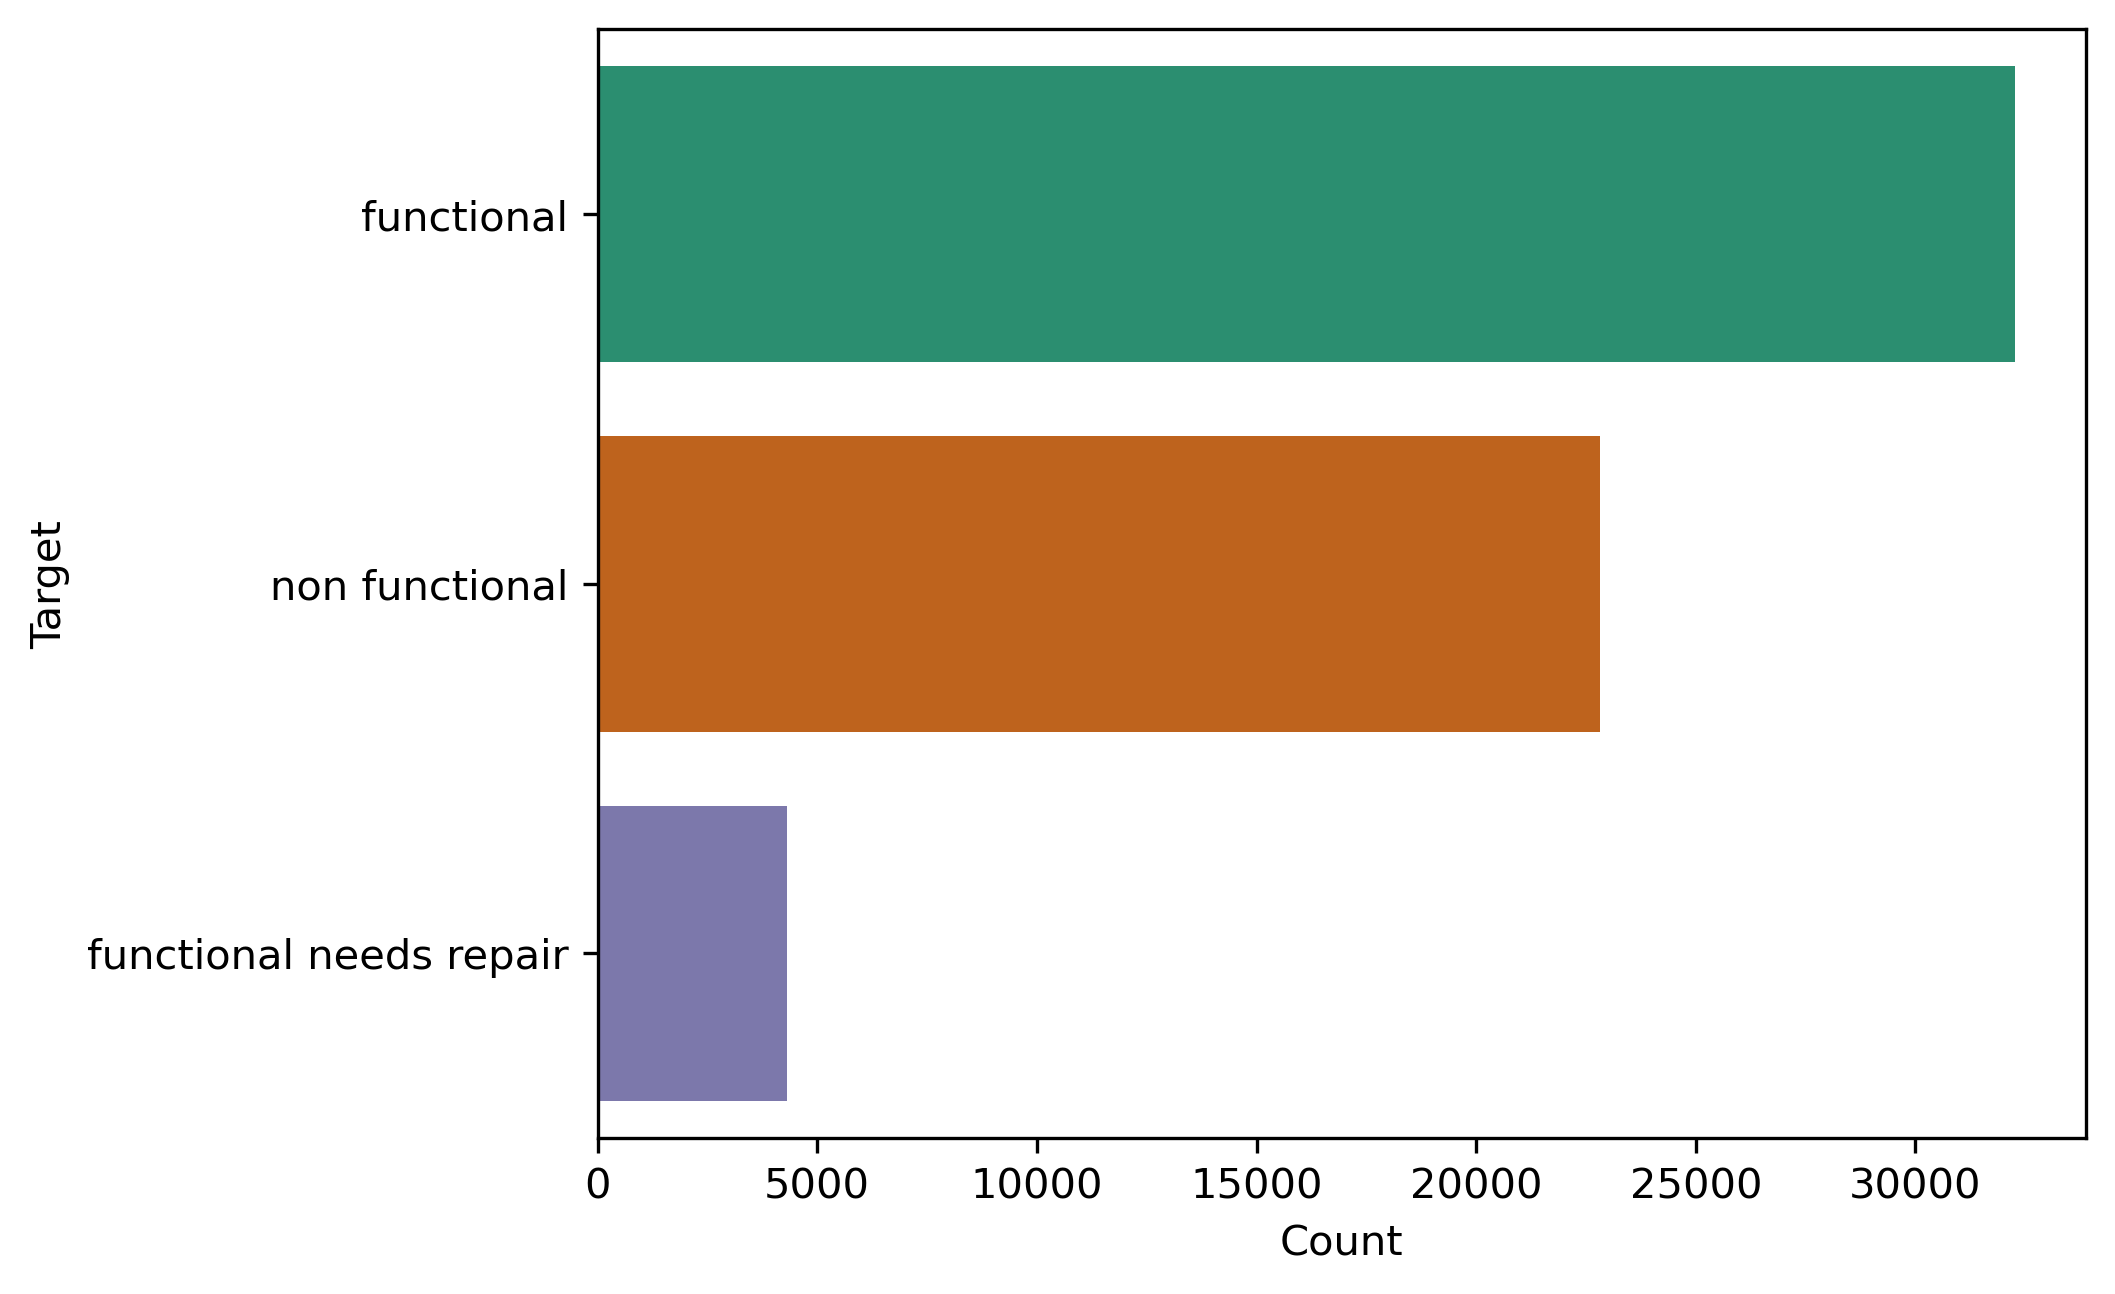 functional
non functional
functional needs repair
Target
0 5000 10000 15000 20000 25000 30000
Count